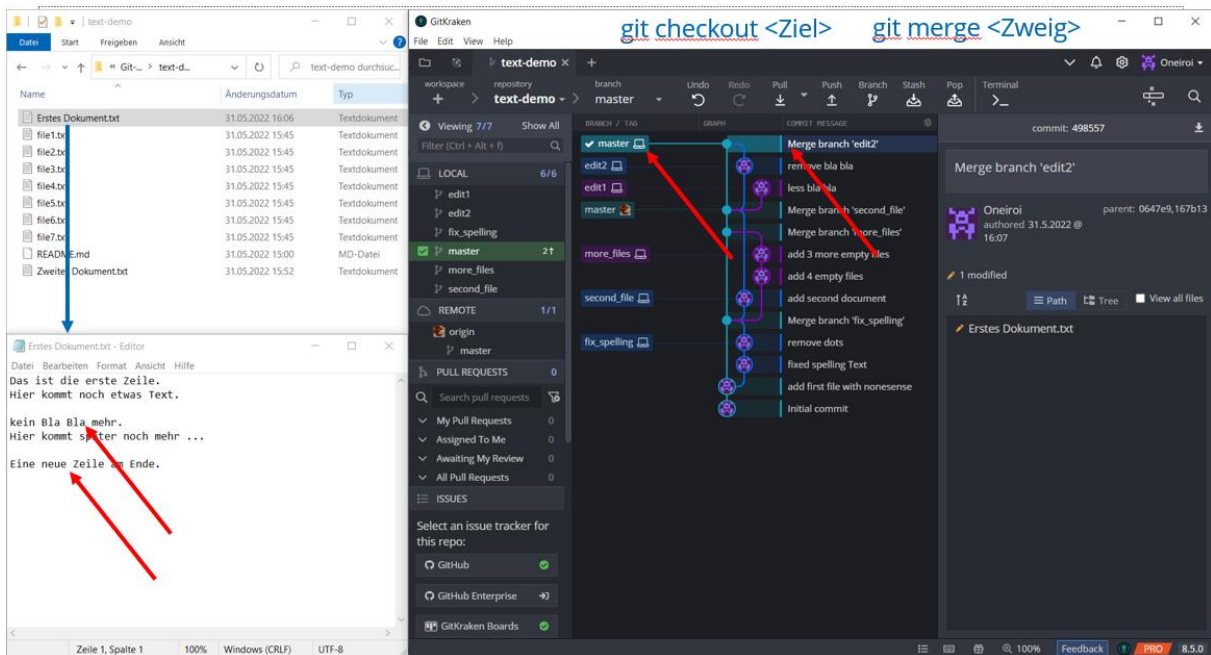 text-demo
Datei Start Freigeben Ansicht
« Git-... > text-d...
text-demo durchsuc...
Name Änderungsdatum Typ
Erstes Dokument.txt 31.05.2022 16:06 Textdokument
file1.tx 31.05.2022 15:45 Textdokument
file2.tx 31.05.2022 15:45 Textdokument
file3.tx 31.05.2022 15:45 Textdokument
file4.tx 31.05.2022 15:45 Textdokument
file5.tx 31.05.2022 15:45 Textdokument
file6.tx 31.05.2022 15:45 Textdokument
file7.tx 31.05.2022 15:45 Textdokument
README.md 31.05.2022 15:00 MD-Datei
Zweites Dokument.txt 31.05.2022 15:52 Textdokument
Erstes Dokument.txt - Editor
Datei Bearbeiten Format Ansicht Hilfe
Das ist die erste Zeile.
Hier kommt noch etwas Text.
kein Bla Bla mehr.
Hier kommt später noch mehr ...
Eine neue Zeile am Ende.
Zeile 1, Spalte 1 100% Windows (CRLF) UTF-8
GitKraken
git checkout <Ziel> git merge <Zweig>
File Edit View Help
text-demo
Oneiroi
workspace repository branch
text-demo master
Undo Redo Pull Push Branch Stash Pop Terminal
Viewing 7/7 Show All
Filter (Ctrl + Alt + f)
LOCAL 6/6
edit1
edit2
fix_spelling
master 2↑
more_files
second_file
REMOTE 1/1
origin
master
PULL REQUESTS 0
Search pull requests
My Pull Requests 0
Assigned To Me 0
Awaiting My Review 0
All Pull Requests 0
ISSUES
Select an issue tracker for
this repo:
GitHub
GitHub Enterprise
GitKraken Boards
BRANCH / TAG GRAPH COMMIT MESSAGE
master Merge branch 'edit2'
edit2 remove bla bla
edit1 less bla bla
master Merge branch 'second_file'
Merge branch 'more_files'
more_files add 3 more empty files
add 4 empty files
second_file add second document
Merge branch 'fix_spelling'
fix_spelling remove dots
fixed spelling Text
add first file with nonesense
Initial commit
commit: 498557
Merge branch 'edit2'
Oneiroi parent: 0647e9,167b13
authored 31.5.2022 @
16:07
1 modified
Path Tree View all files
Erstes Dokument.txt
100% Feedback PRO 8.5.0